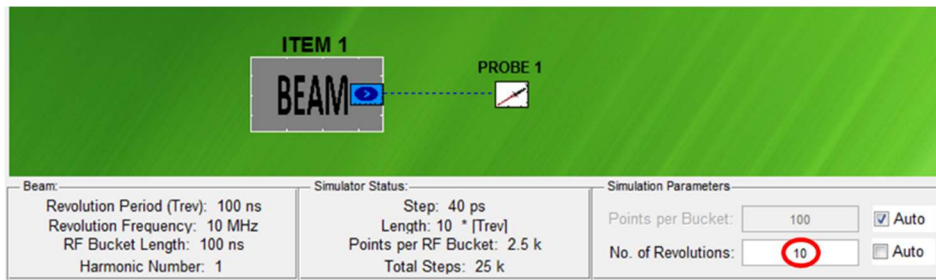 ITEM 1
BEAM
PROBE 1
Beam:
Revolution Period (Trev): 100 ns
Revolution Frequency: 10 MHz
RF Bucket Length: 100 ns
Harmonic Number: 1
Simulator Status:
Step: 40 ps
Length: 10 * [Trev]
Points per RF Bucket: 2.5 k
Total Steps: 25 k
Simulation Parameters
Points per Bucket: 100 Auto
No. of Revolutions: 10 Auto